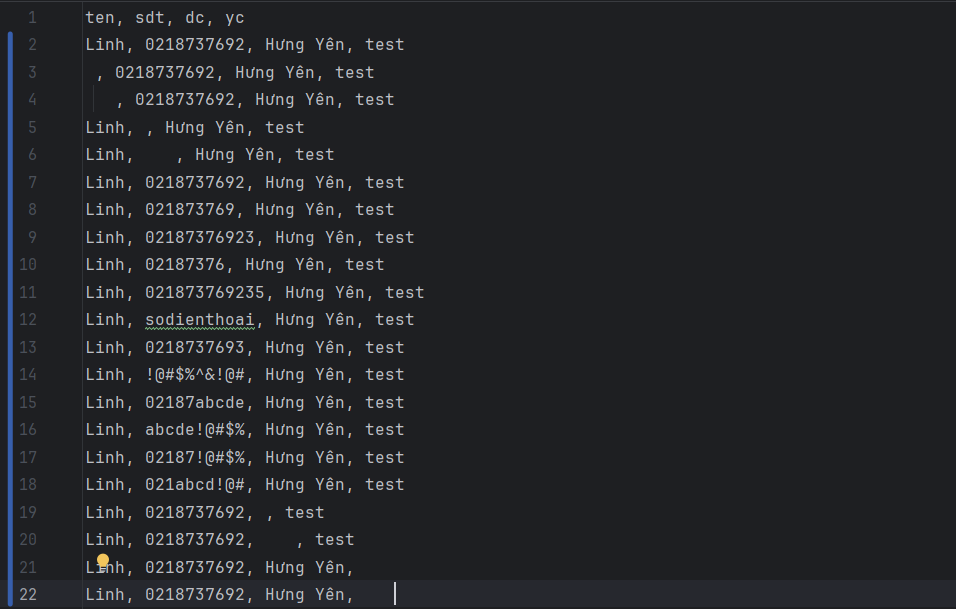 1 ten, sdt, dc, yc
2 Linh, 0218737692, Hưng Yên, test
3  , 0218737692, Hưng Yên, test
4    , 0218737692, Hưng Yên, test
5 Linh, , Hưng Yên, test
6 Linh,    , Hưng Yên, test
7 Linh, 0218737692, Hưng Yên, test
8 Linh, 021873769, Hưng Yên, test
9 Linh, 02187376923, Hưng Yên, test
10 Linh, 02187376, Hưng Yên, test
11 Linh, 021873769235, Hưng Yên, test
12 Linh, sodienthoai, Hưng Yên, test
13 Linh, 0218737693, Hưng Yên, test
14 Linh, !@#$%^&!@#, Hưng Yên, test
15 Linh, 02187abcde, Hưng Yên, test
16 Linh, abcde!@#$%, Hưng Yên, test
17 Linh, 02187!@#$%, Hưng Yên, test
18 Linh, 021abcd!@#, Hưng Yên, test
19 Linh, 0218737692, , test
20 Linh, 0218737692,    , test
21 Linh, 0218737692, Hưng Yên,
22 Linh, 0218737692, Hưng Yên,